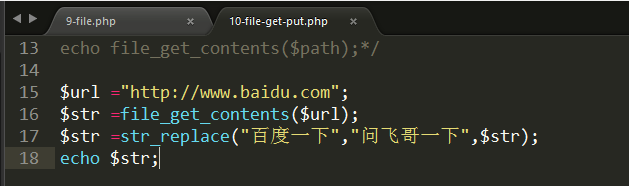 9-file.php 10-file-get-put.php
13 echo file_get_contents($path);*/
14
15 $url ="http://www.baidu.com";
16 $str =file_get_contents($url);
17 $str =str_replace("百度一下","问飞哥一下",$str);
18 echo $str;